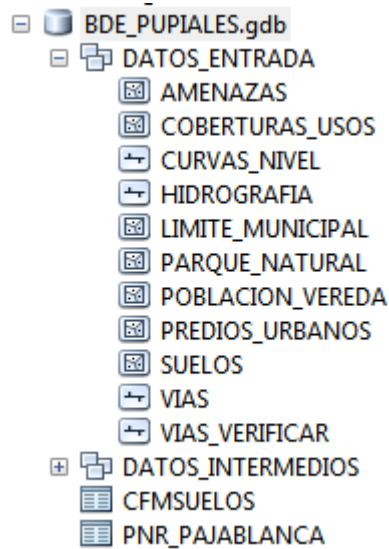 BDE_PUPIALES.gdb
DATOS_ENTRADA
AMENAZAS
COBERTURAS_USOS
CURVAS_NIVEL
HIDROGRAFIA
LIMITE_MUNICIPAL
PARQUE_NATURAL
POBLACION_VEREDA
PREDIOS_URBANOS
SUELOS
VIAS
VIAS_VERIFICAR
DATOS_INTERMEDIOS
CFMSUELOS
PNR_PAJABLANCA